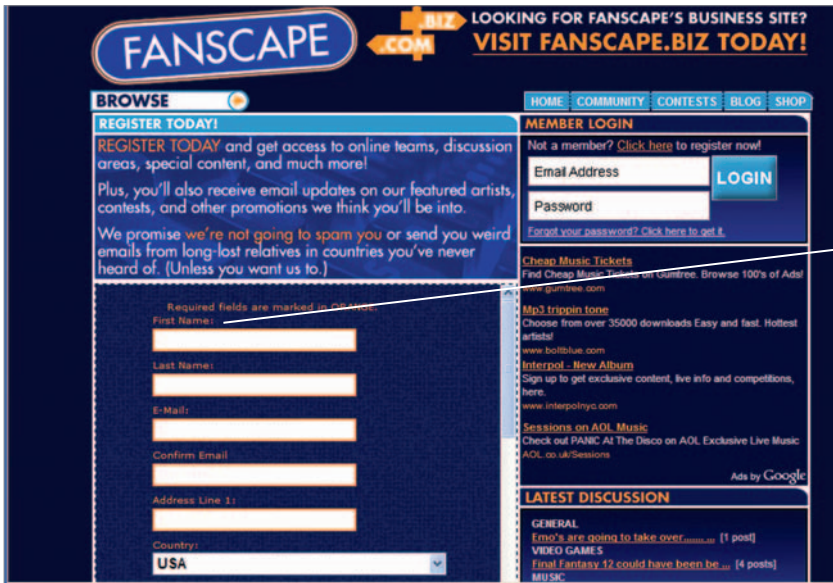 FANSCAPE
.BIZ
.COM
LOOKING FOR FANSCAPE'S BUSINESS SITE?
VISIT FANSCAPE.BIZ TODAY!
BROWSE
HOME COMMUNITY CONTESTS BLOG SHOP
REGISTER TODAY!
REGISTER TODAY and get access to online teams, discussion
areas, special content, and much more!
Plus, you'll also receive email updates on our featured artists,
contests, and other promotions we think you'll be into.
We promise we're not going to spam you or send you weird
emails from long-lost relatives in countries you've never
heard of. (Unless you want us to.)
Required fields are marked in ORANGE.
First Name:
Last Name:
E-Mail:
Confirm Email
Address Line 1:
Country:
USA
MEMBER LOGIN
Not a member? Click here to register now!
Email Address
LOGIN
Password
Forgot your password? Click here to get it.
Cheap Music Tickets
Find Cheap Music Tickets on Gumtree. Browse 100's of Ads!
www.gumtree.com
Mp3 trippin tone
Choose from over 35000 downloads Easy and fast. Hottest
artists!
www.boltblue.com
Interpol - New Album
Sign up to get exclusive content, live info and competitions,
here.
www.interpolnyc.com
Sessions on AOL Music
Check out PANIC At The Disco on AOL Exclusive Live Music
AOL.co.uk/Sessions
Ads by Google
LATEST DISCUSSION
GENERAL
Emo's are going to take over....... ... [1 post]
VIDEO GAMES
Final Fantasy 12 could have been be ... [4 posts]
MUSIC